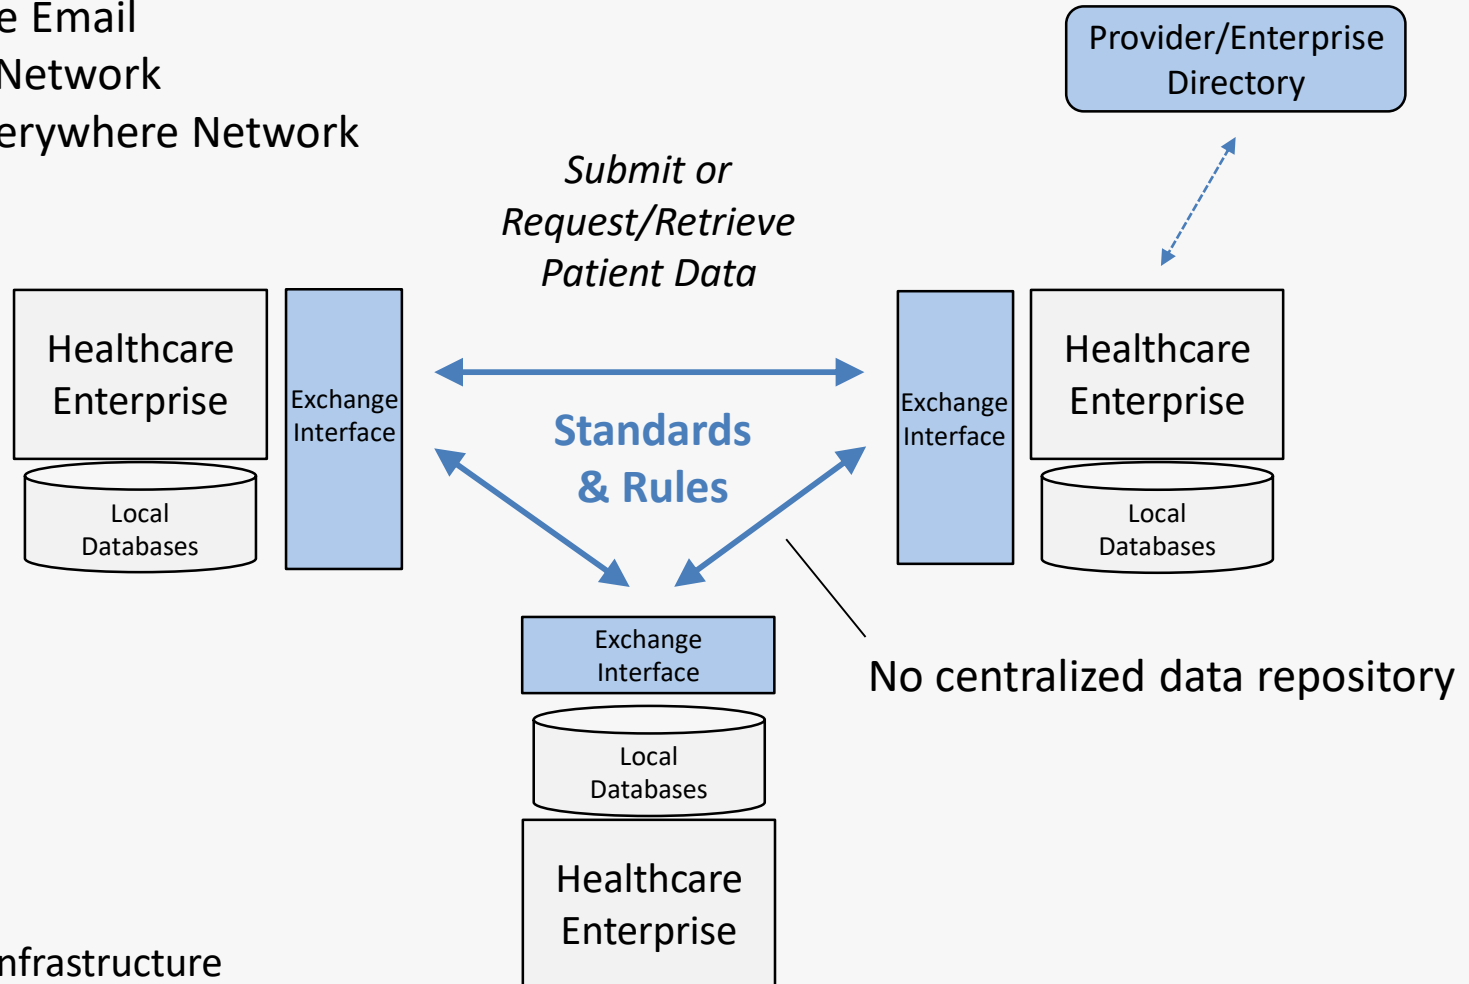 e Email
Network
erywhere Network
Provider/Enterprise
Directory
Submit or
Request/Retrieve
Patient Data
Healthcare
Enterprise
Exchange
Interface
Local
Databases
Standards
& Rules
Exchange
Interface
Healthcare
Enterprise
Local
Databases
Exchange
Interface
No centralized data repository
Local
Databases
Healthcare
Enterprise
nfrastructure